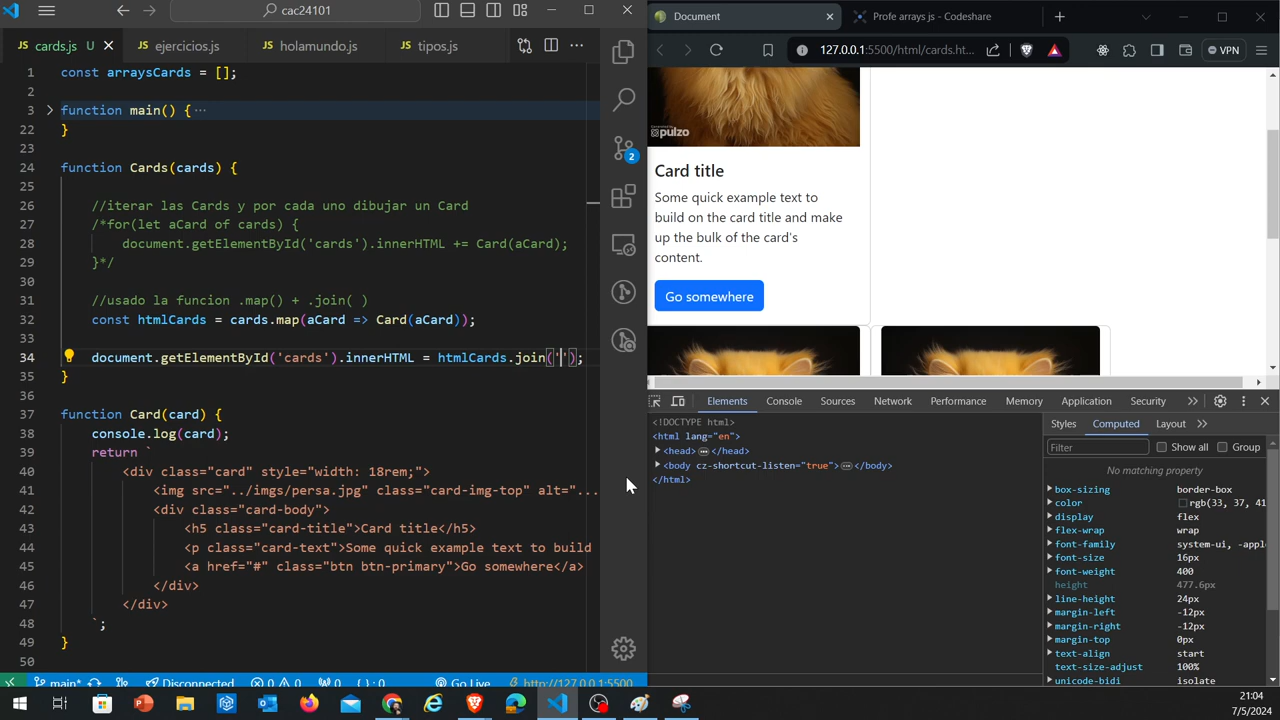 cac24101
cards.js U
ejercicios.js
holamundo.js
tipos.js
1 const arraysCards = [];
2
3 function main() { ···
22 }
23
24 function Cards(cards) {
25
26 //iterar las Cards y por cada uno dibujar un Card
27 /*for(let aCard of cards) {
28 document.getElementById('cards').innerHTML += Card(aCard);
29 }*/
30
31 //usado la funcion .map() + .join( )
32 const htmlCards = cards.map(aCard => Card(aCard));
33
34 document.getElementById('cards').innerHTML = htmlCards.join('');
35 }
36
37 function Card(card) {
38 console.log(card);
39 return `
40 <div class="card" style="width: 18rem;">
41 <img src="../imgs/persa.jpg" class="card-img-top" alt="...
42 <div class="card-body">
43 <h5 class="card-title">Card title</h5>
44 <p class="card-text">Some quick example text to build
45 <a href="#" class="btn btn-primary">Go somewhere</a>
46 </div>
47 </div>
48 `;
49 }
50
2
main*
Disconnected
0 0
0
{..} : 0
Go Live
http://127.0.0.1:5500
Document
Profe arrays js - Codeshare
127.0.0.1:5500/html/cards.ht...
VPN
pulzo
Card title
Some quick example text to
build on the card title and make
up the bulk of the card's
content.
Go somewhere
Elements Console Sources Network Performance Memory Application Security
<!DOCTYPE html>
<html lang="en">
<head> ··· </head>
<body cz-shortcut-listen="true"> ··· </body>
</html>
Styles Computed Layout
Filter
Show all
Group
No matching property
box-sizing border-box
color rgb(33, 37, 41
display flex
flex-wrap wrap
font-family system-ui, -apple
font-size 16px
font-weight 400
height 477.6px
line-height 24px
margin-left -12px
margin-right -12px
margin-top 0px
text-align start
text-size-adjust 100%
unicode-bidi isolate
21:04
7/5/2024